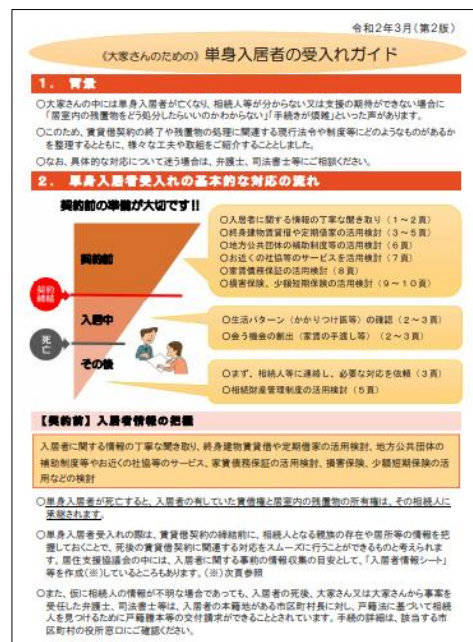 令和2年3月(第2版)
《大家さんのための》単身入居者の受入れガイド
1. 背景
○大家さんの中には単身入居者が亡くなり、相続人等が分からない又は支援の期待ができない場合に
「居室内の残置物をどう処分したらいいのかわからない」「手続きが煩雑」といった声があります。
○このため、賃貸借契約の終了や残置物の処理に関連する現行法令や制度等にどのようなものがあるか
を整理するとともに、様々な工夫や取組をご紹介することとしました。
○なお、具体的な対応について迷う場合は、弁護士、司法書士等にご相談ください。
2. 単身入居者受入れの基本的な対応の流れ
契約前の準備が大切です!!
契約前
○入居者に関する情報の丁寧な聞き取り(1~2頁)
○終身建物賃貸借や定期借家の活用検討(3~5頁)
○地方公共団体の補助制度等の活用検討(6頁)
○お近くの社協等のサービスを活用検討(7頁)
○家賃債務保証の活用検討(8頁)
○損害保険、少額短期保険の活用検討(9~10頁)
契約
締結
入居中
○生活パターン(かかりつけ医等)の確認(2~3頁)
○会う機会の創出(家賃の手渡し等)(2~3頁)
死亡
その後
○まず、相続人等に連絡し、必要な対応を依頼(3頁)
○相続財産管理制度の活用検討(5頁)
【契約前】入居者情報の把握
入居者に関する情報の丁寧な聞き取り、終身建物賃貸借や定期借家の活用検討、地方公共団体の
補助制度等やお近くの社協等のサービス、家賃債務保証の活用検討、損害保険、少額短期保険の活
用などの検討
○単身入居者が死亡すると、入居者の有していた賃借権と居室内の残置物の所有権は、その相続人に
承継されます。
○単身入居者受入れの際は、賃貸借契約の締結前に、相続人となる親族の存在や居所等の情報を把
握しておくことで、死後の賃貸借契約に関連する対応をスムーズに行うことができるものと考えられま
す。居住支援協議会の中には、入居者に関する事前の情報収集の目安として、「入居者情報シート」
等を作成(※)しているところもあります。(※)次頁参照
○また、仮に相続人の情報が不明な場合であっても、入居者の死後、大家さん又は大家さんから事案を
受任した弁護士、司法書士等は、入居者の本籍地がある市区町村長に対し、戸籍法に基づいて相続
人を見つけるために戸籍謄本等の交付請求ができることとされています。手続の詳細は、該当する市
区町村の役所窓口にご確認ください。